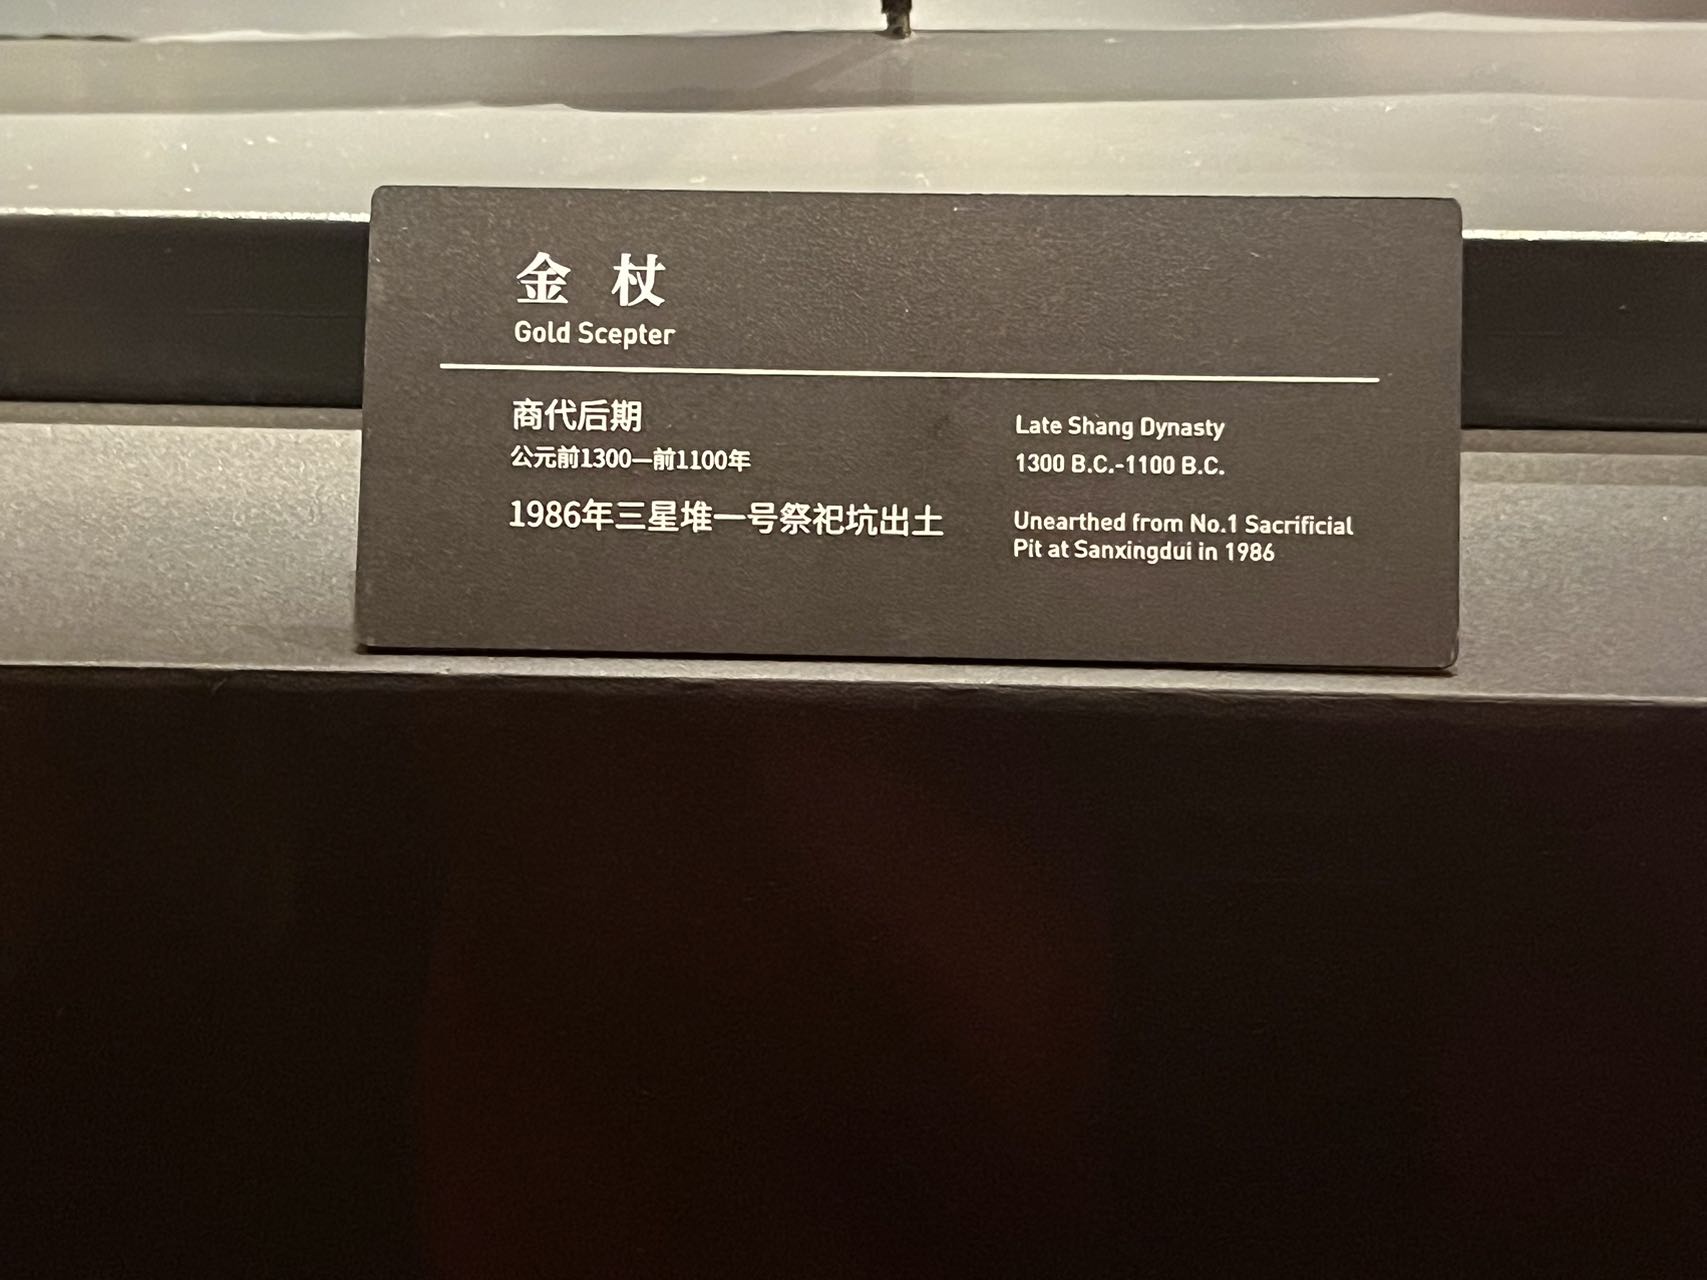 金 杖
Gold Scepter
商代后期
公元前1300—前1100年
1986年三星堆一号祭祀坑出土
Late Shang Dynasty
1300 B.C.-1100 B.C.
Unearthed from No.1 Sacrificial
Pit at Sanxingdui in 1986